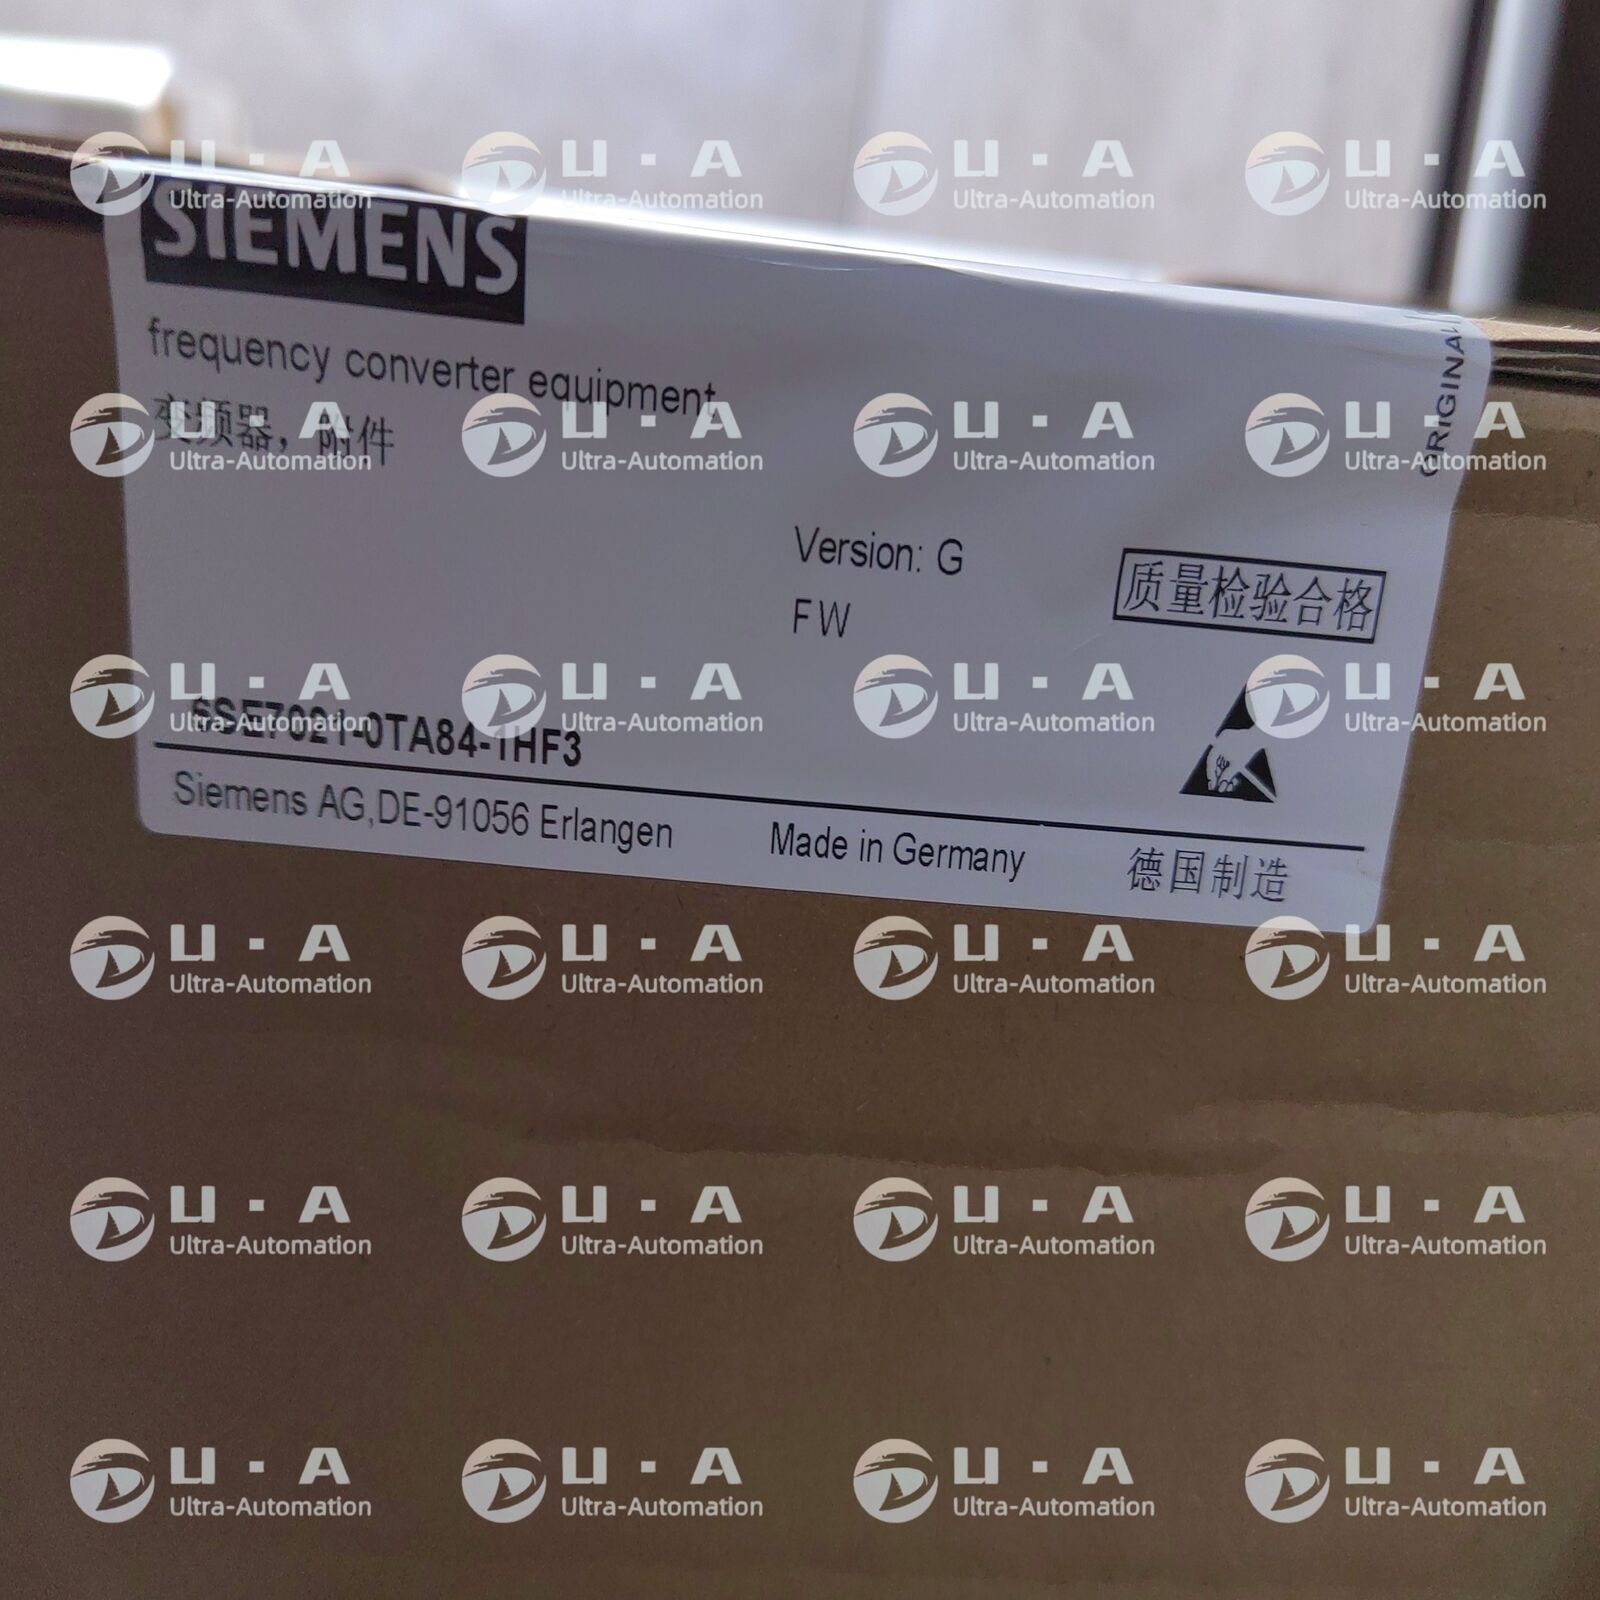 SIEMENS
frequency converter equipment
变频器，附件
ORIGINAL
Version: G
FW
质量检验合格
6SE7021-0TA84-1HF3
Siemens AG,DE-91056 Erlangen
Made in Germany
德国制造
U·A
Ultra-Automation